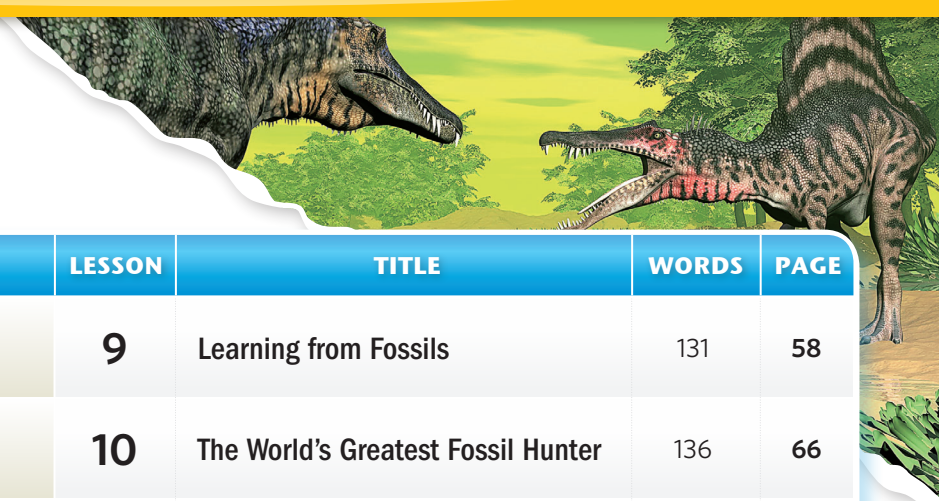 LESSON TITLE WORDS PAGE
9 Learning from Fossils 131 58
10 The World's Greatest Fossil Hunter 136 66